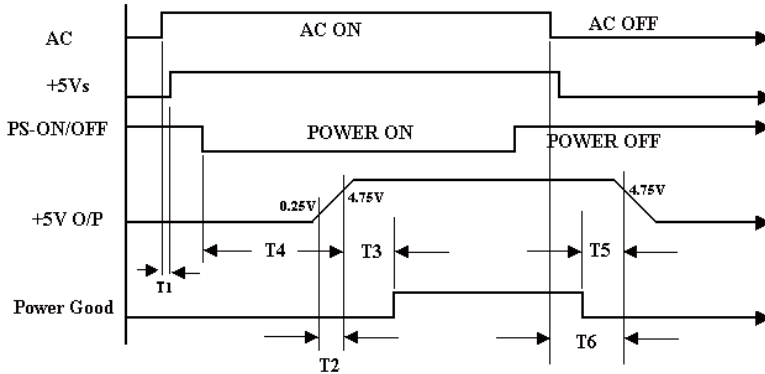 AC
AC ON
AC OFF
+5Vs
PS-ON/OFF
POWER ON
POWER OFF
+5V O/P
0.25V
4.75V
4.75V
T4
T3
T5
T1
Power Good
T2
T6